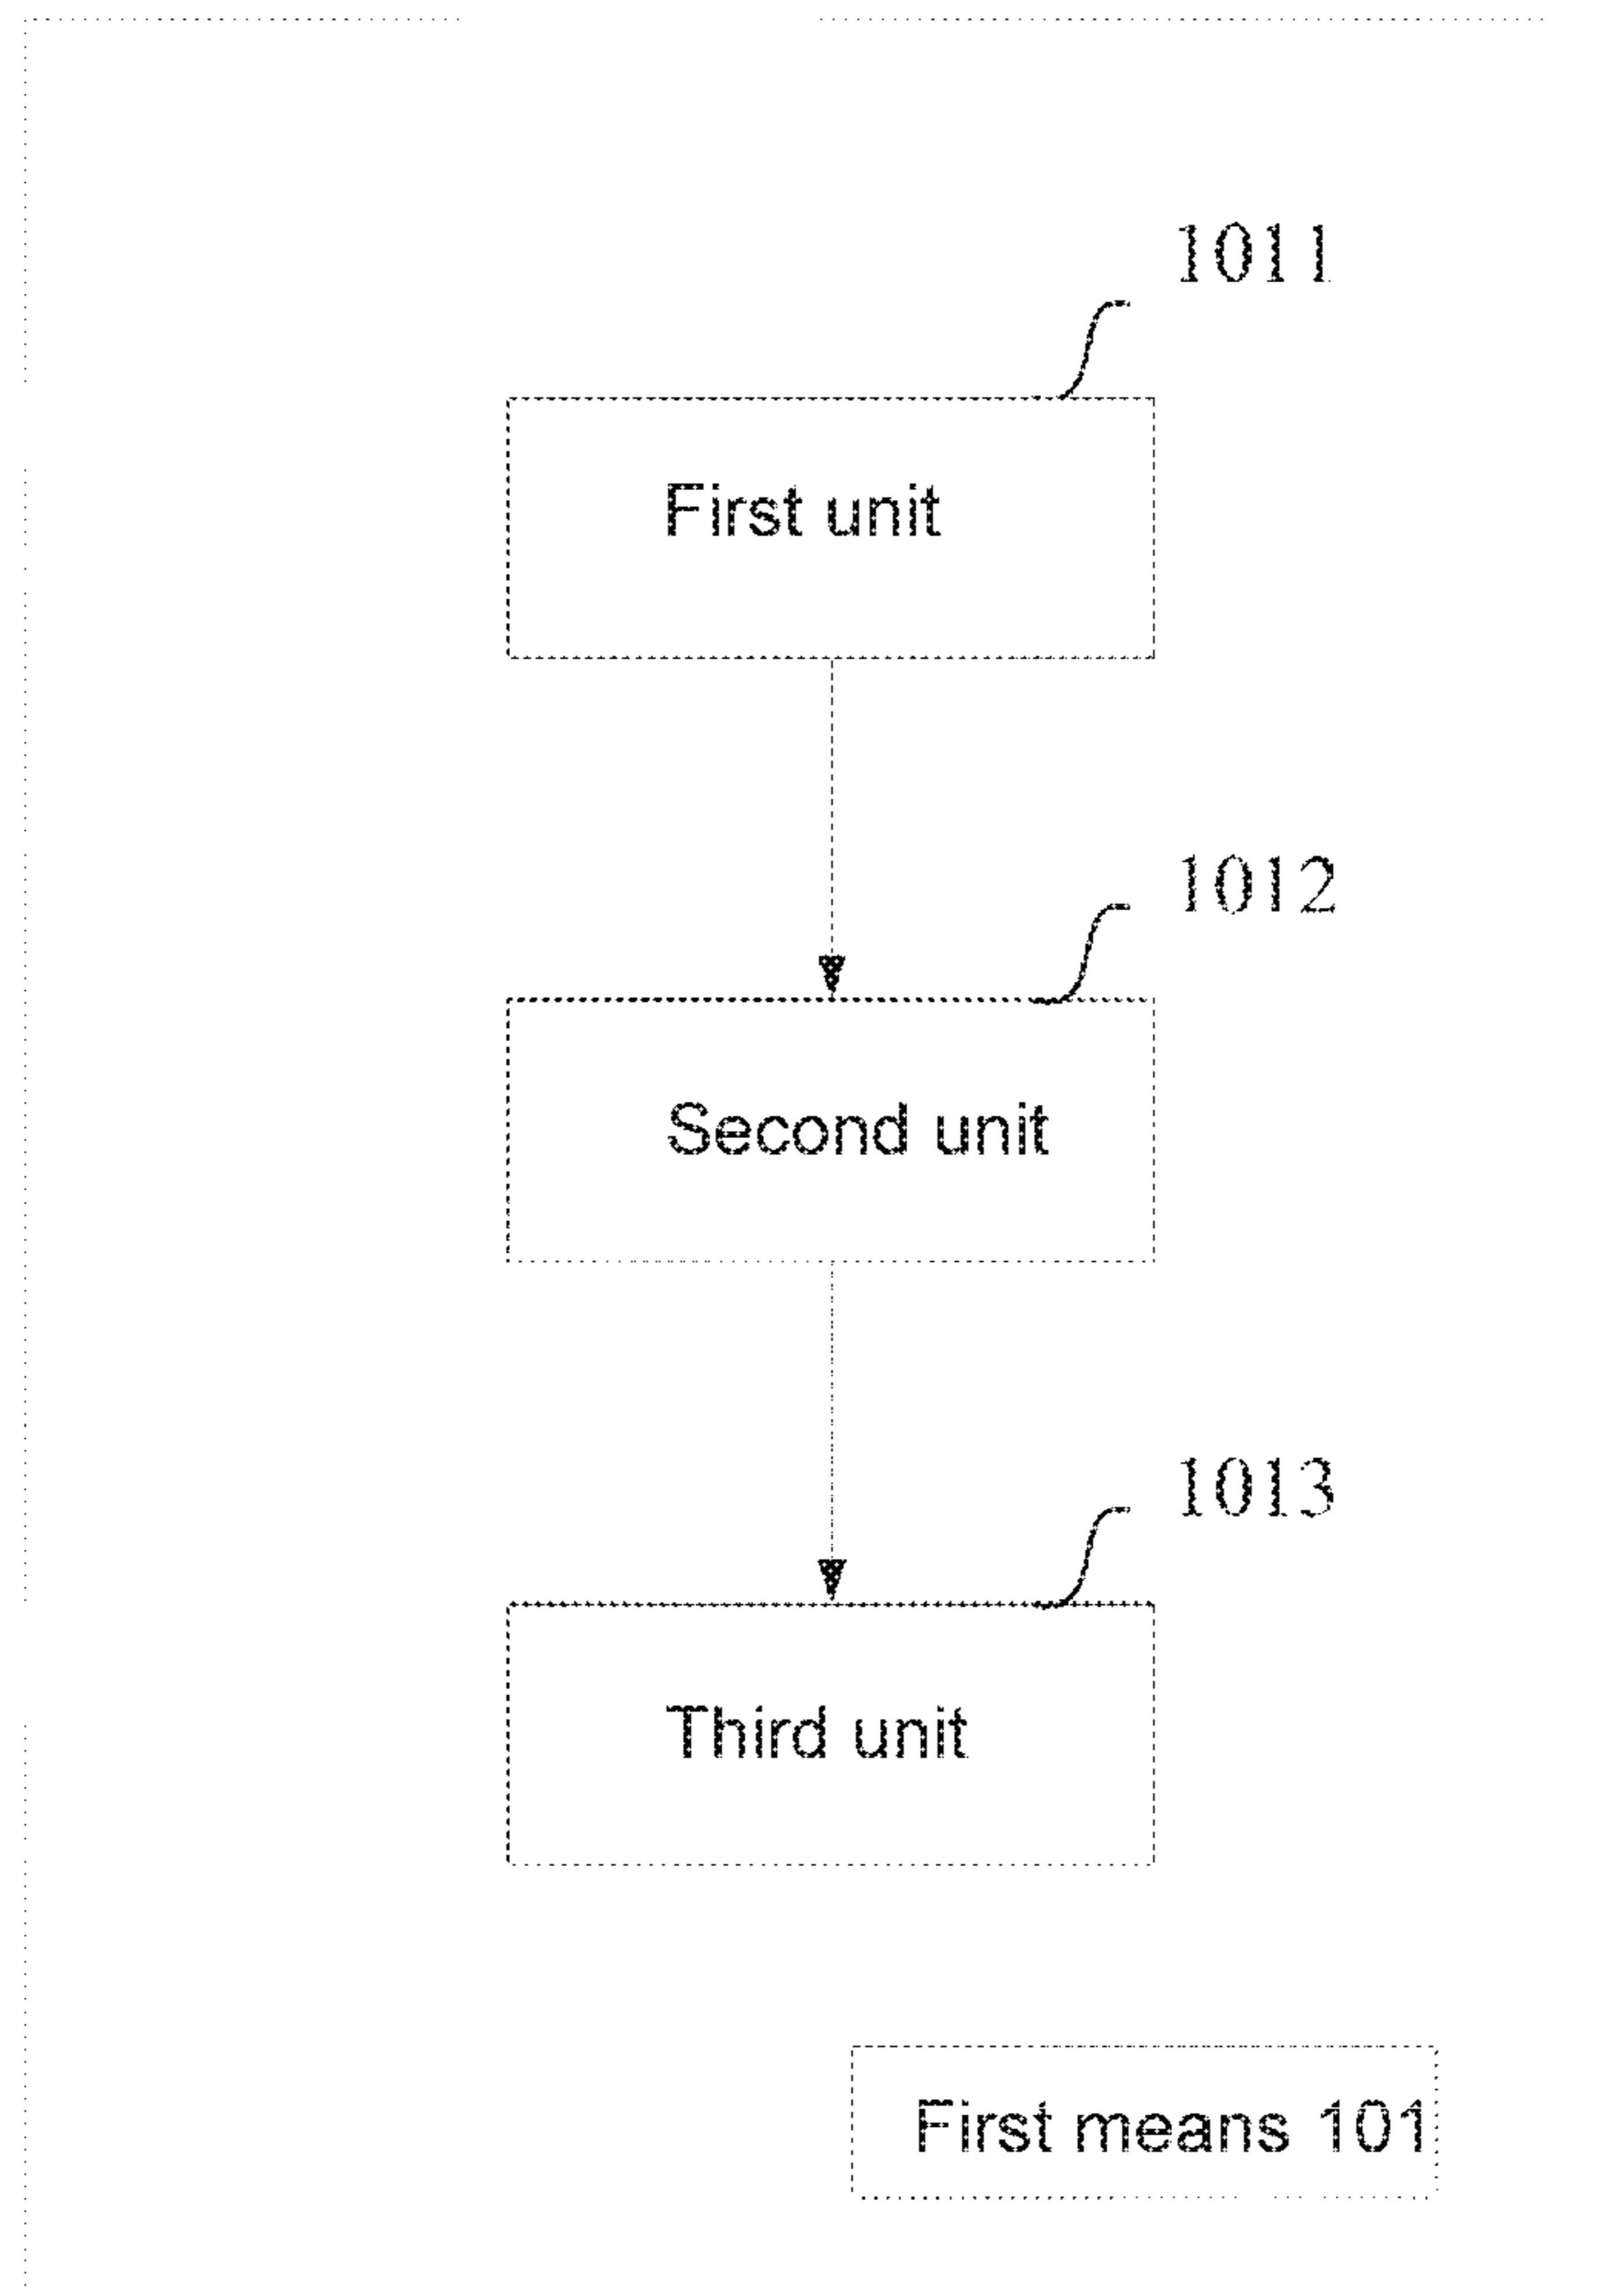 1011
First unit
1012
Second unit
1013
Third unit
First means 101